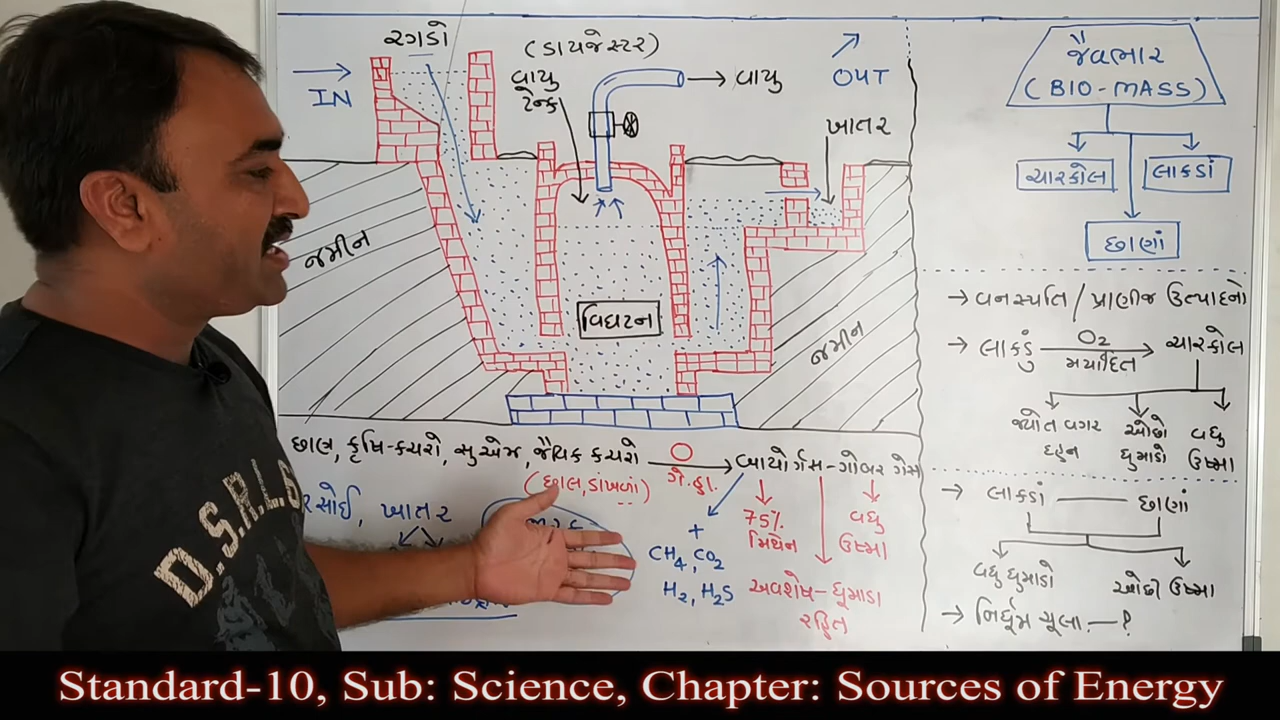 રગડો
(ડાયજેસ્ટર)
IN
વાયુ
ટેન્ક
વાયુ
OUT
ખાતર
જમીન
વિઘટન
જમીન
છાણ, કૃષિ-કચરો, સુએઝ, જૈવિક કચરો
બાયોગૅસ-ગોબર ગેસ
(છાણ, ડાખળાં)
ખાતર
+
CH4, CO2
H2, H2S
75%
મિથેન
વધુ
ઉષ્મા
અવશેષ-ધૂમાડા
રહિત
જૈવભાર
(BIO-MASS)
ચારકોલ
લાકડાં
છાણાં
→ વનસ્પતિ/પ્રાણીજ ઉત્પાદનો
→ લાકડું O2 મર્યાદિત → ચારકોલ
જ્યોત વગર
દહન
ઓછો
ધુમાડો
વધુ
ઉષ્મા
→ લાકડાં — છાણાં
વધુ ધુમાડો
ઓછી ઉષ્મા
→ નિર્ધૂમ ચૂલા.—?
D.S.R.L.6
Standard-10, Sub: Science, Chapter: Sources of Energy